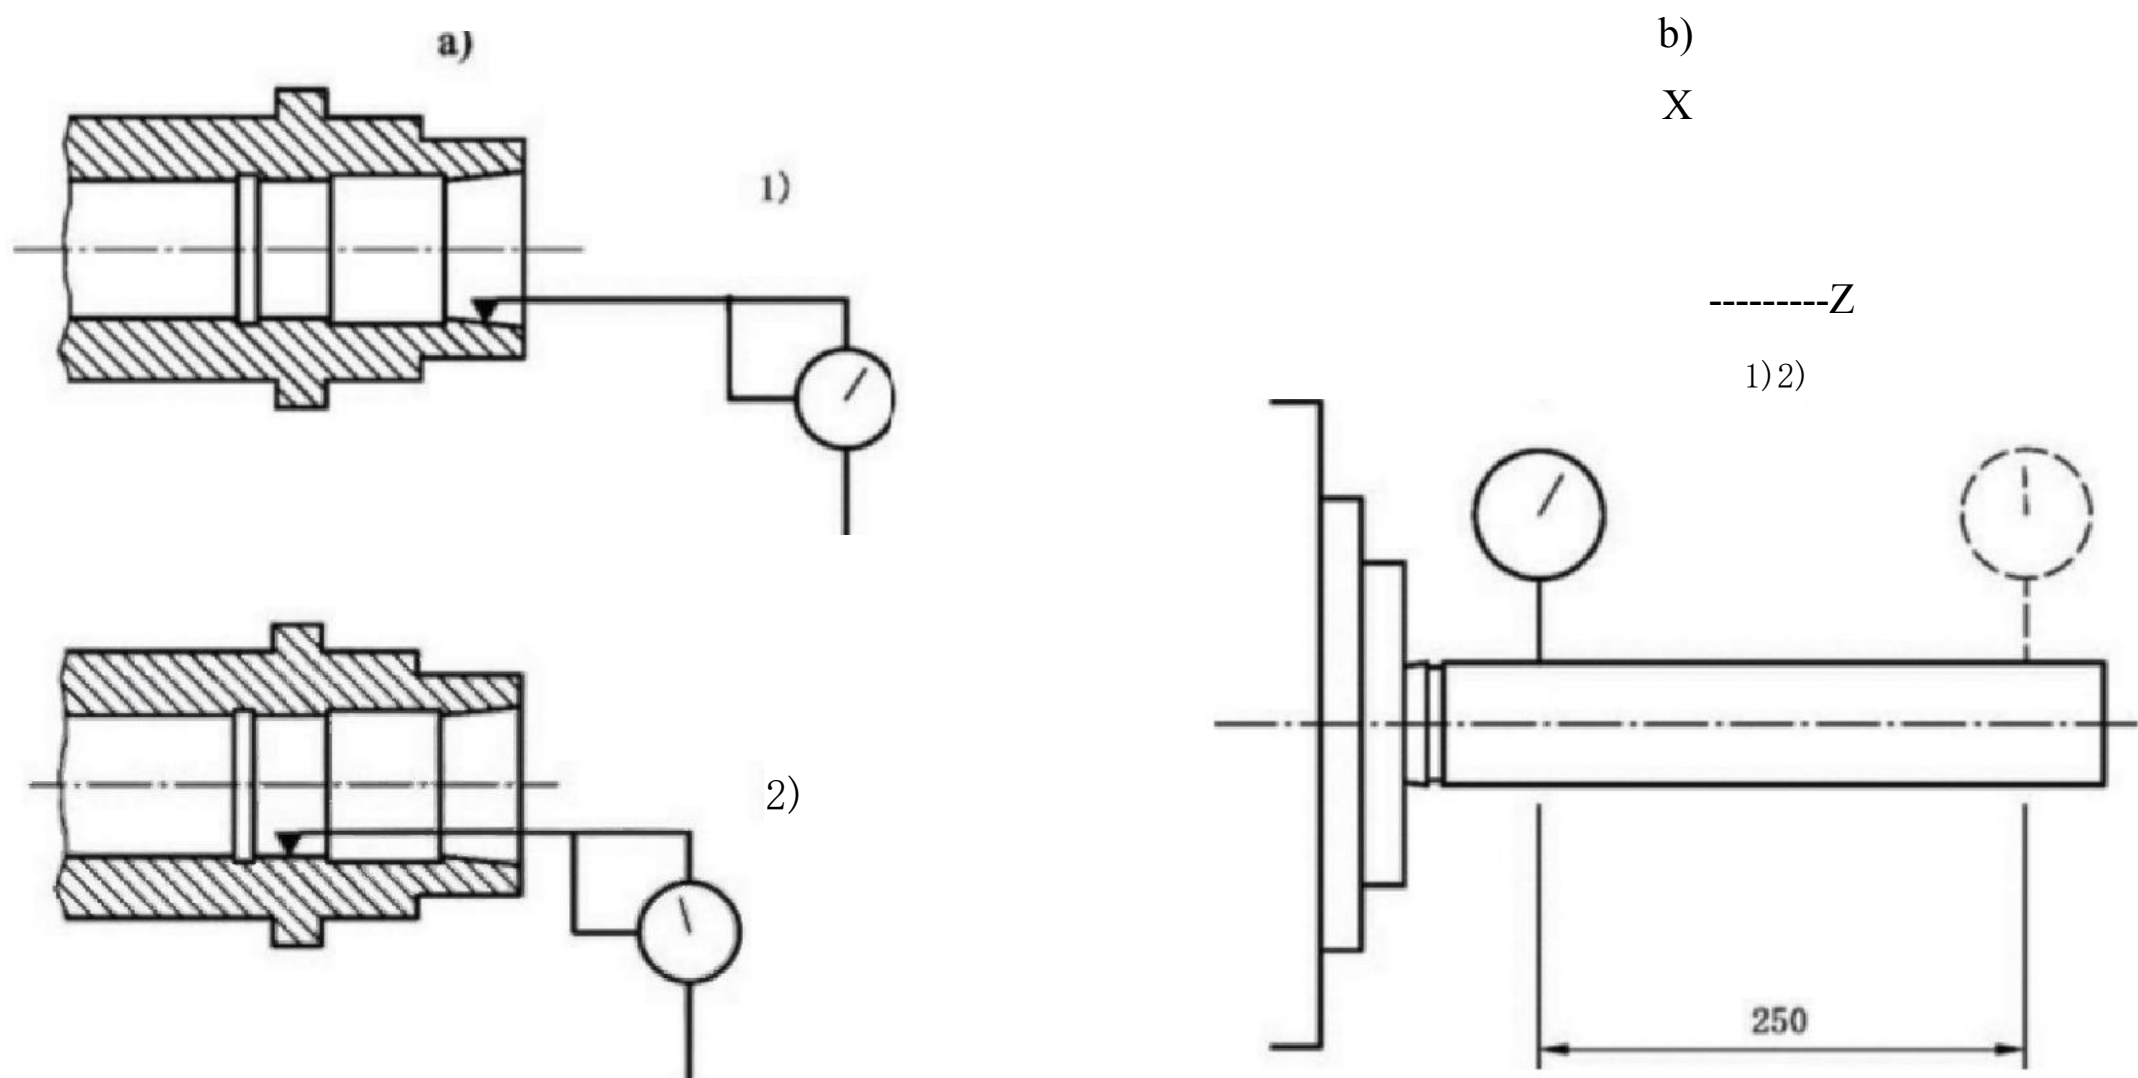 a)
1)
2)
b)
X
---------Z
1)2)
250